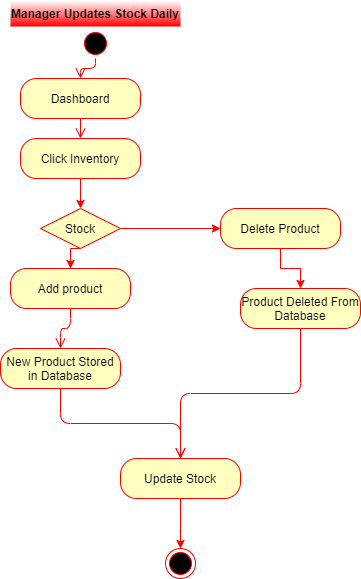 Manager Updates Stock Daily
Dashboard
Click Inventory
Stock
Delete Product
Add product
Product Deleted From
Database
New Product Stored
in Database
Update Stock